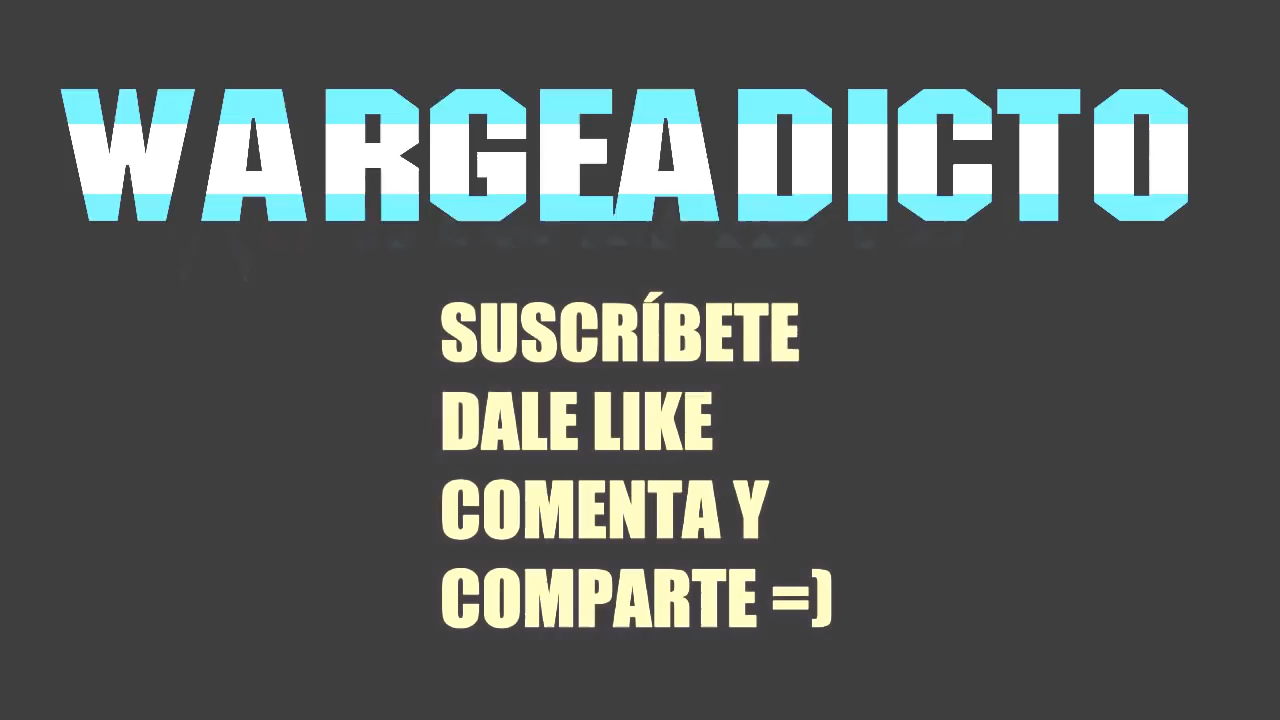 WARGEADICTO
SUSCRÍBETE
DALE LIKE
COMENTA Y
COMPARTE =)